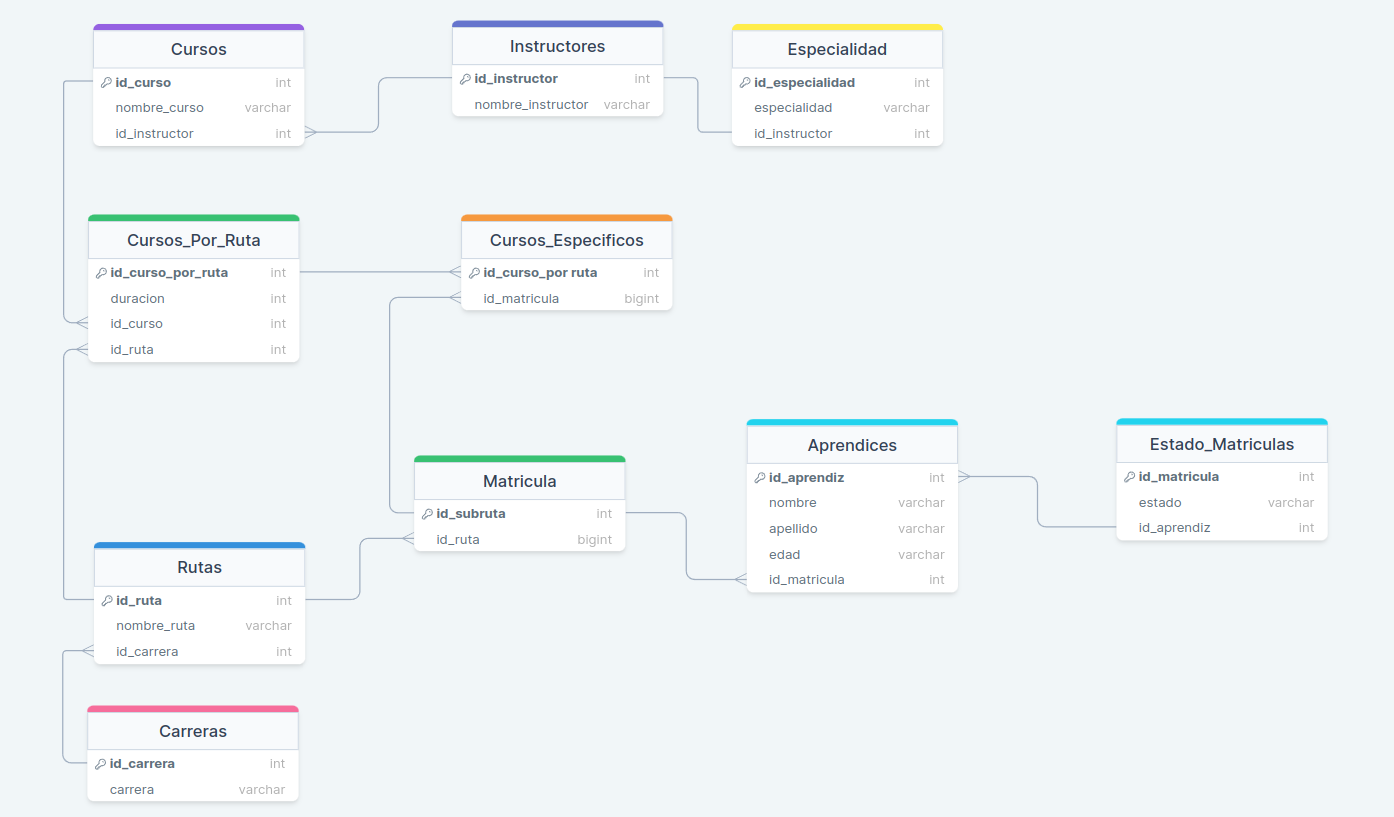 Cursos
id_curso int
nombre_curso varchar
id_instructor int
Instructores
id_instructor int
nombre_instructor varchar
Especialidad
id_especialidad int
especialidad varchar
id_instructor int
Cursos_Por_Ruta
id_curso_por_ruta int
duracion int
id_curso int
id_ruta int
Cursos_Especificos
id_curso_por ruta int
id_matricula bigint
Matricula
id_subruta int
id_ruta bigint
Aprendices
id_aprendiz int
nombre varchar
apellido varchar
edad varchar
id_matricula int
Estado_Matriculas
id_matricula int
estado varchar
id_aprendiz int
Rutas
id_ruta int
nombre_ruta varchar
id_carrera int
Carreras
id_carrera int
carrera varchar